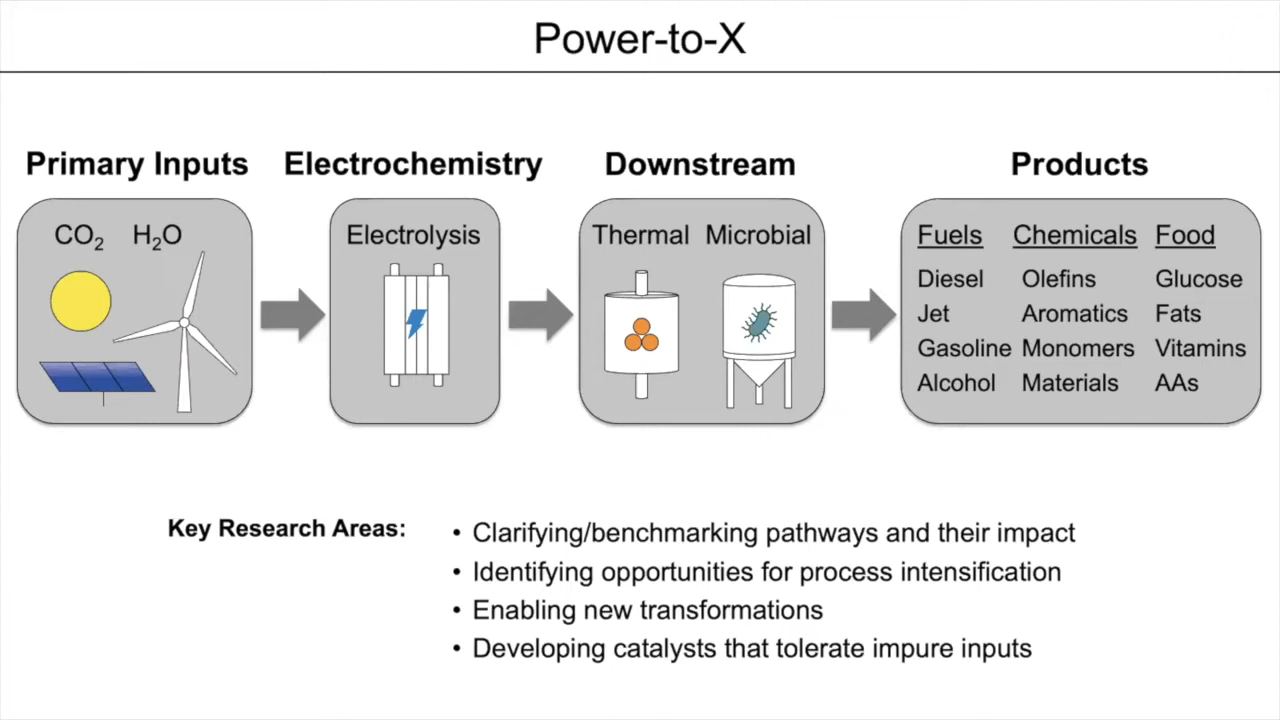 Power-to-X
Primary Inputs
CO₂ H₂O
Electrochemistry
Electrolysis
Downstream
Thermal Microbial
Products
Fuels Chemicals Food
Diesel Olefins Glucose
Jet Aromatics Fats
Gasoline Monomers Vitamins
Alcohol Materials AAs
Key Research Areas:
• Clarifying/benchmarking pathways and their impact
• Identifying opportunities for process intensification
• Enabling new transformations
• Developing catalysts that tolerate impure inputs